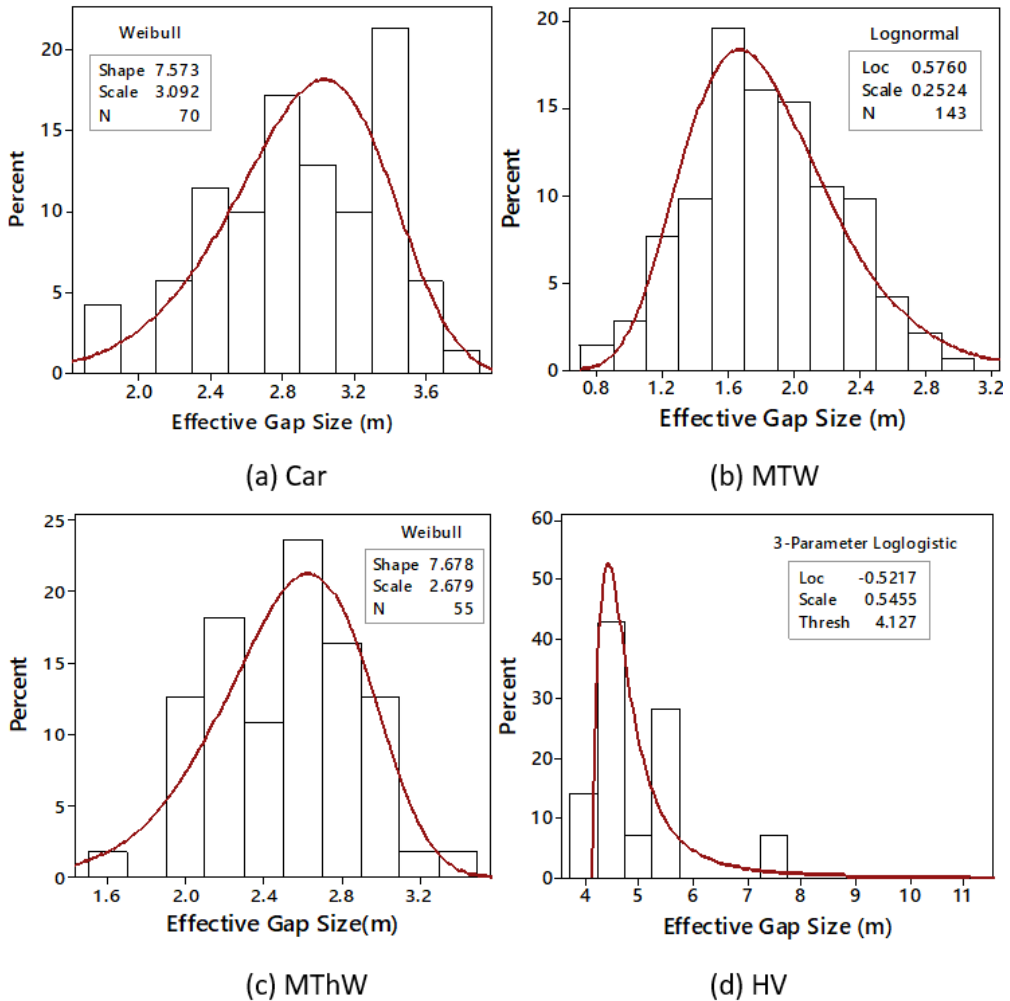 Weibull
Shape 7.573
Scale 3.092
N 70
Percent
20
15
10
5
0
2.0 2.4 2.8 3.2 3.6
Effective Gap Size (m)
(a) Car
Lognormal
Loc 0.5760
Scale 0.2524
N 143
Percent
20
15
10
5
0
0.8 1.2 1.6 2.0 2.4 2.8 3.2
Effective Gap Size (m)
(b) MTW
Weibull
Shape 7.678
Scale 2.679
N 55
Percent
25
20
15
10
5
0
1.6 2.0 2.4 2.8 3.2
Effective Gap Size(m)
(c) MThW
3-Parameter Loglogistic
Loc -0.5217
Scale 0.5455
Thresh 4.127
Percent
60
50
40
30
20
10
0
4 5 6 7 8 9 10 11
Effective Gap Size (m)
(d) HV